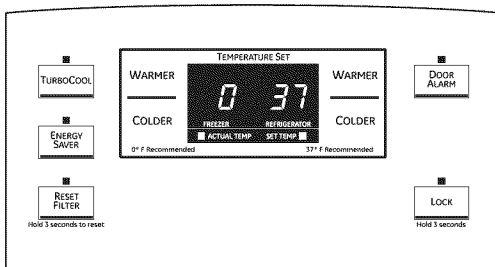 TEMPERATURE SET
TURBOCOOL
WARMER
WARMER
DOOR
ALARM
0 37
COLDER
FREEZER
REFRIGERATOR
COLDER
ENERGY
SAVER
ACTUAL TEMP
SET TEMP
0° F Recommended
37° F Recommended
RESET
FILTER
Hold 3 seconds to reset
LOCK
Hold 3 seconds